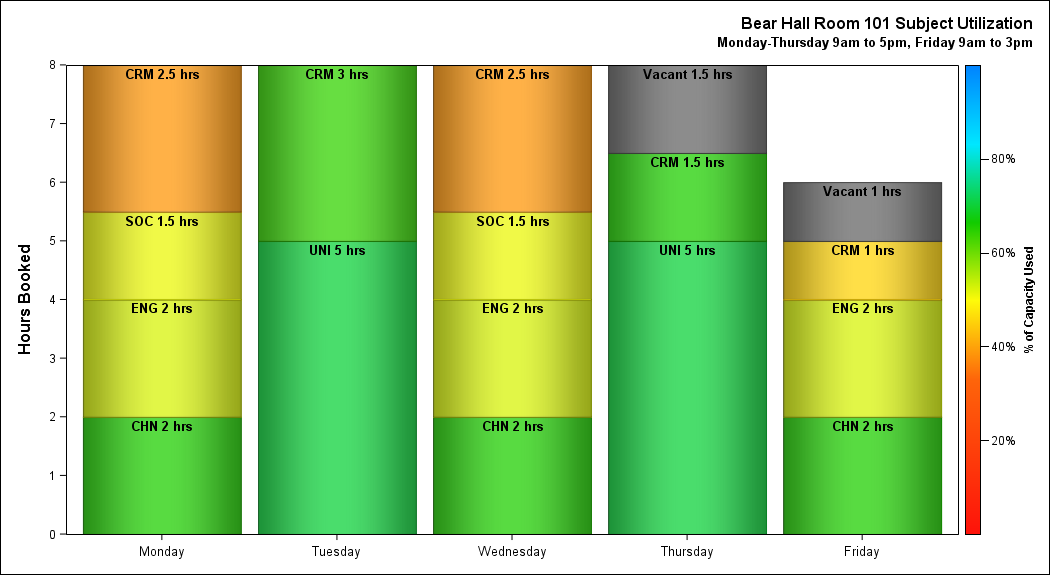 Bear Hall Room 101 Subject Utilization
Monday-Thursday 9am to 5pm, Friday 9am to 3pm
Hours Booked
8
7
6
5
4
3
2
1
0
CRM 2.5 hrs
SOC 1.5 hrs
ENG 2 hrs
CHN 2 hrs
CRM 3 hrs
UNI 5 hrs
CRM 2.5 hrs
SOC 1.5 hrs
ENG 2 hrs
CHN 2 hrs
Vacant 1.5 hrs
CRM 1.5 hrs
UNI 5 hrs
Vacant 1 hrs
CRM 1 hrs
ENG 2 hrs
CHN 2 hrs
Monday
Tuesday
Wednesday
Thursday
Friday
80%
60%
40%
20%
% of Capacity Used